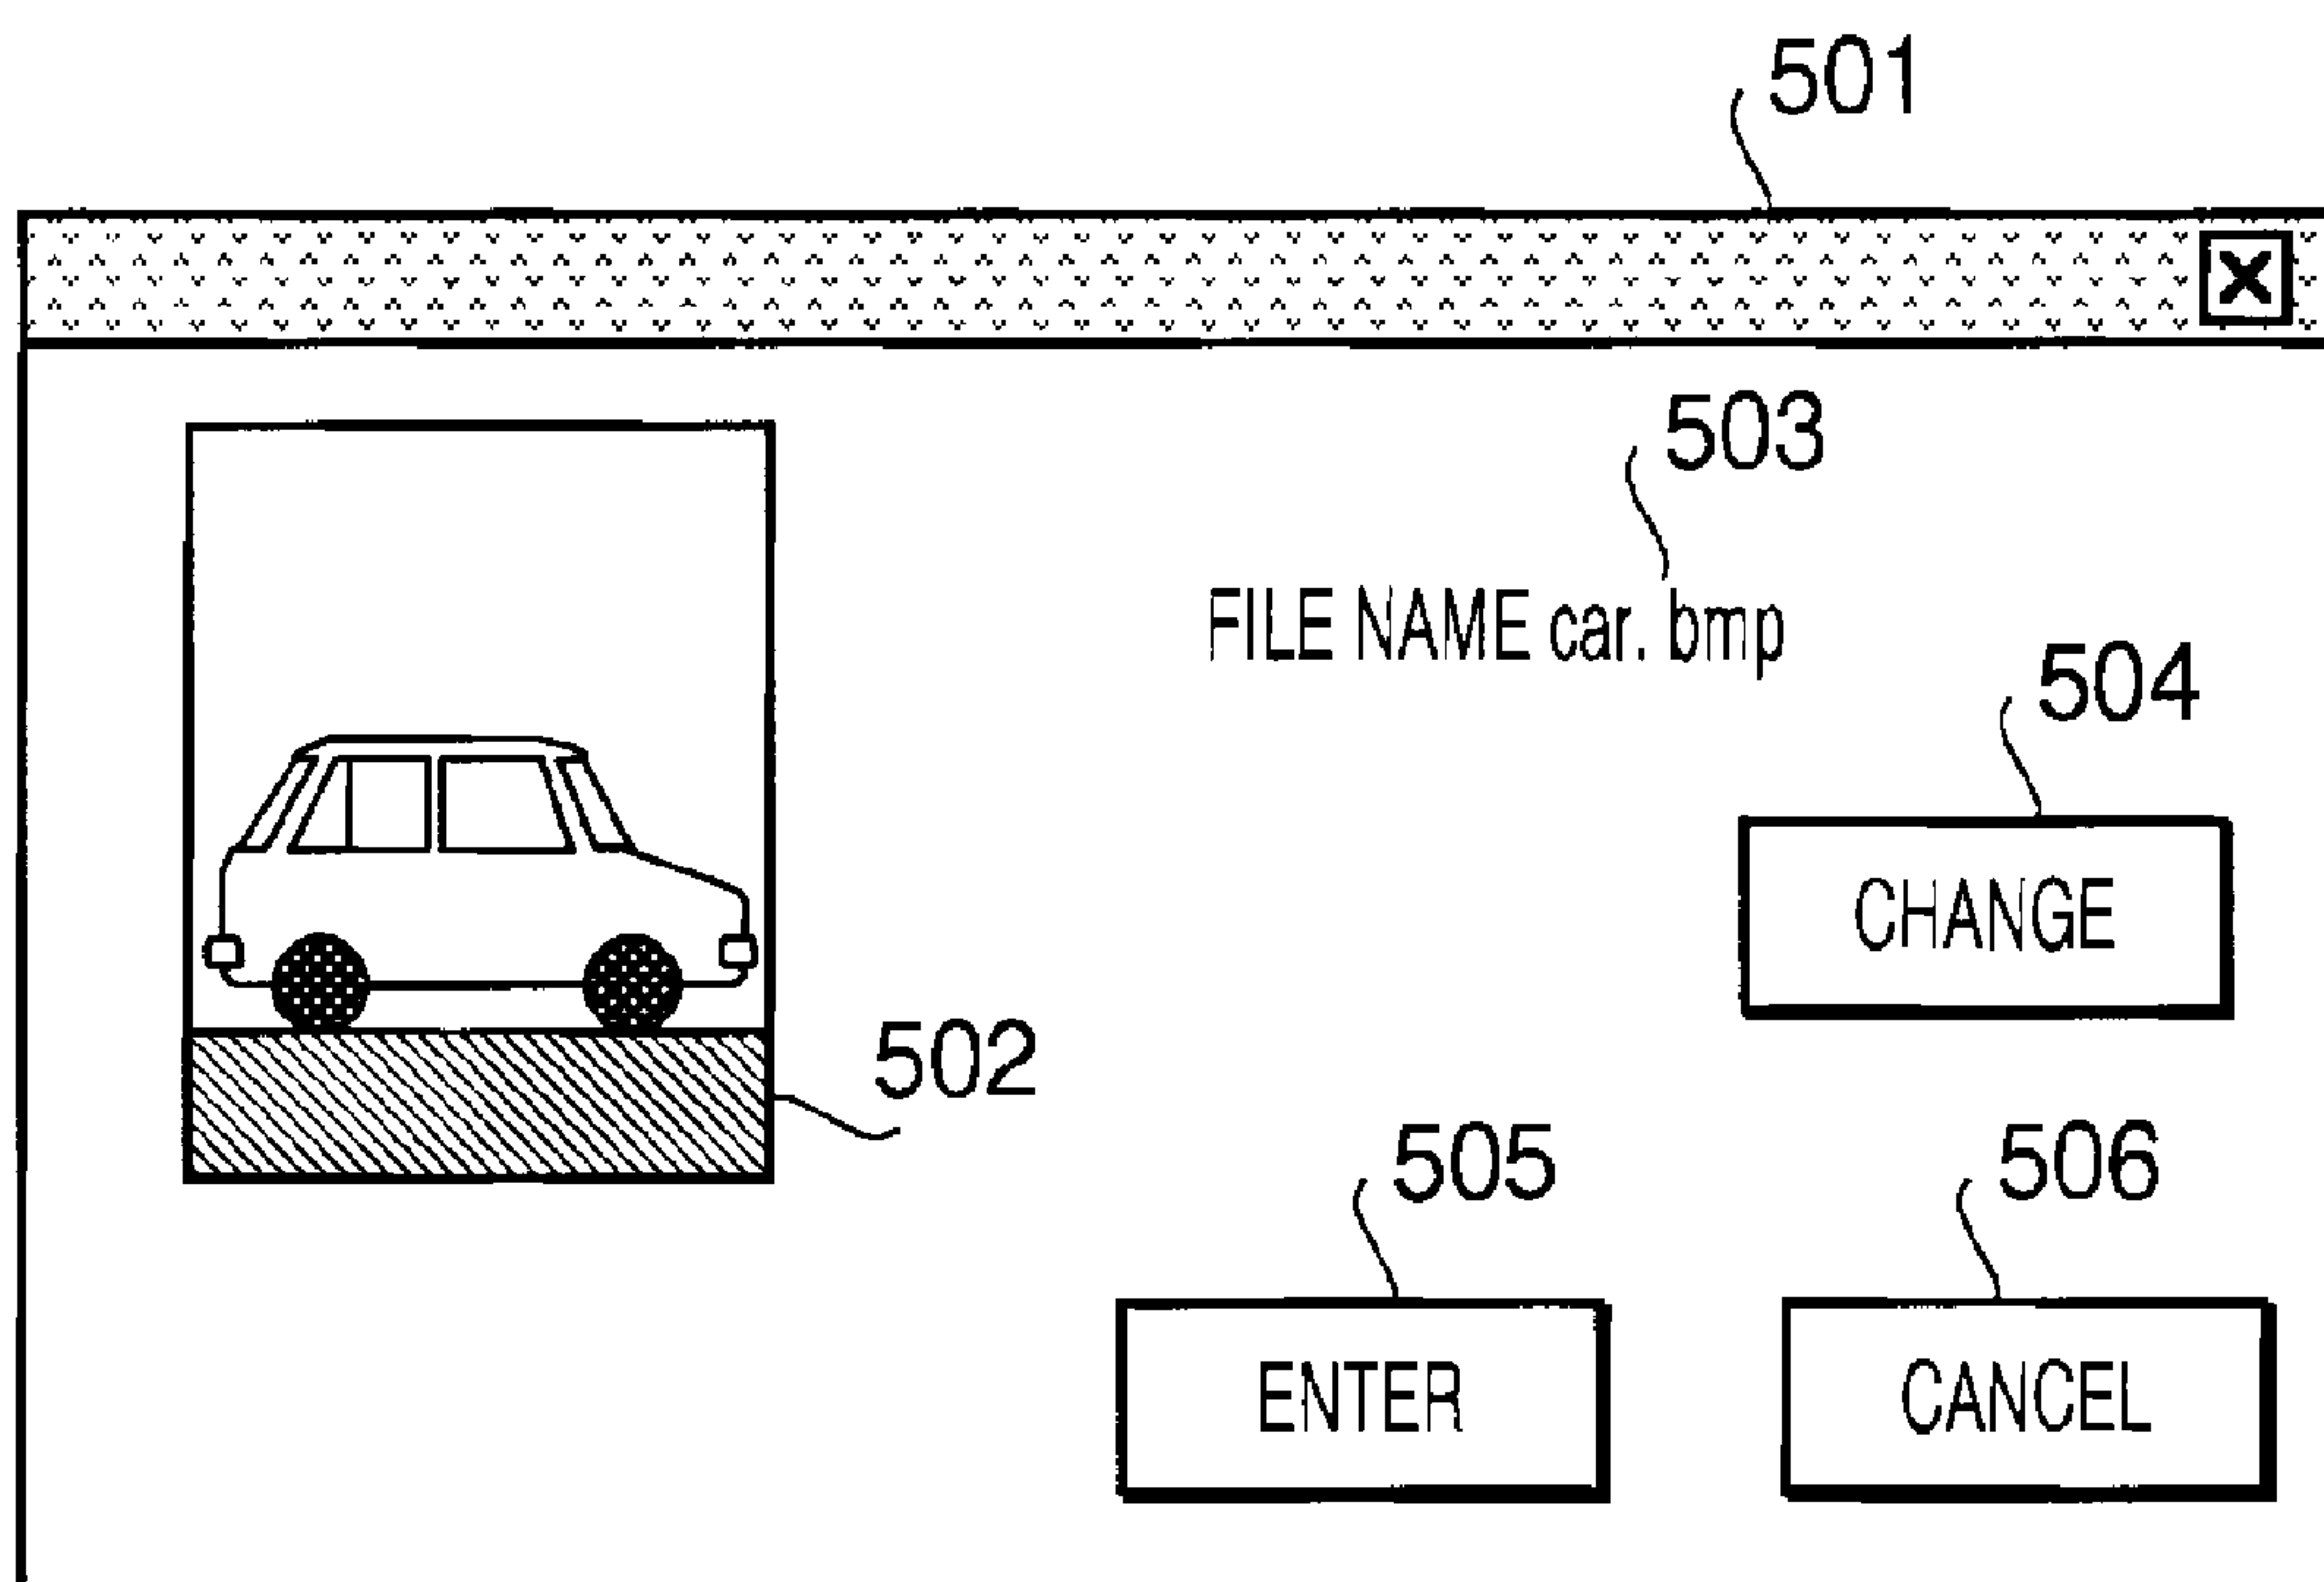 501
X
503
FILE NAME car. bmp
504
CHANGE
502
505
506
ENTER
CANCEL